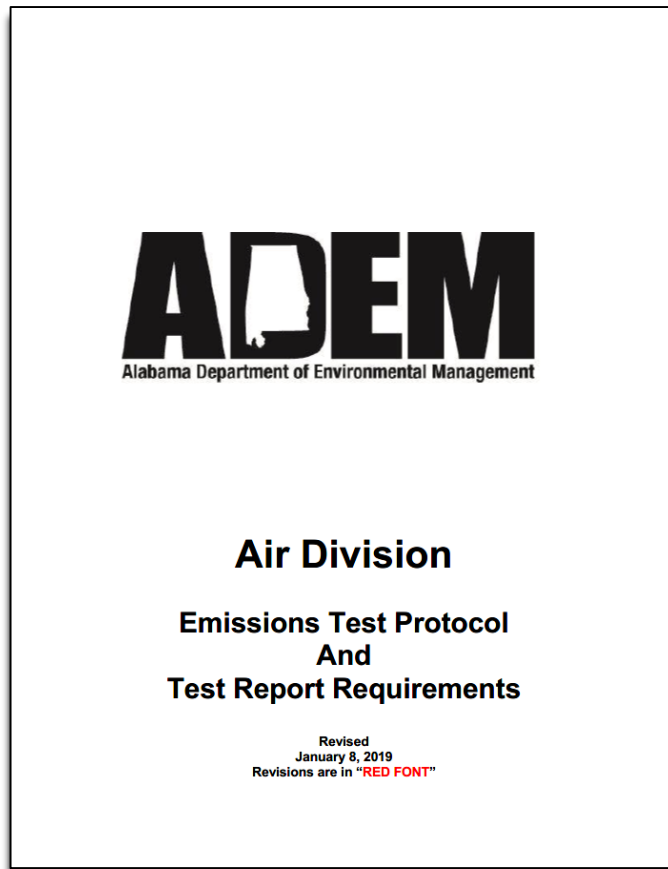 ADEM
Alabama Department of Environmental Management
Air Division
Emissions Test Protocol
And
Test Report Requirements
Revised
January 8, 2019
Revisions are in “RED FONT”